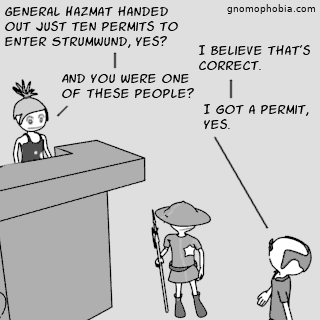 gnomophobia.com
GENERAL HAZMAT HANDED
OUT JUST TEN PERMITS TO
ENTER STRUMWUND, YES?
AND YOU WERE ONE
OF THESE PEOPLE?
I BELIEVE THAT'S
CORRECT.
I GOT A PERMIT,
YES.